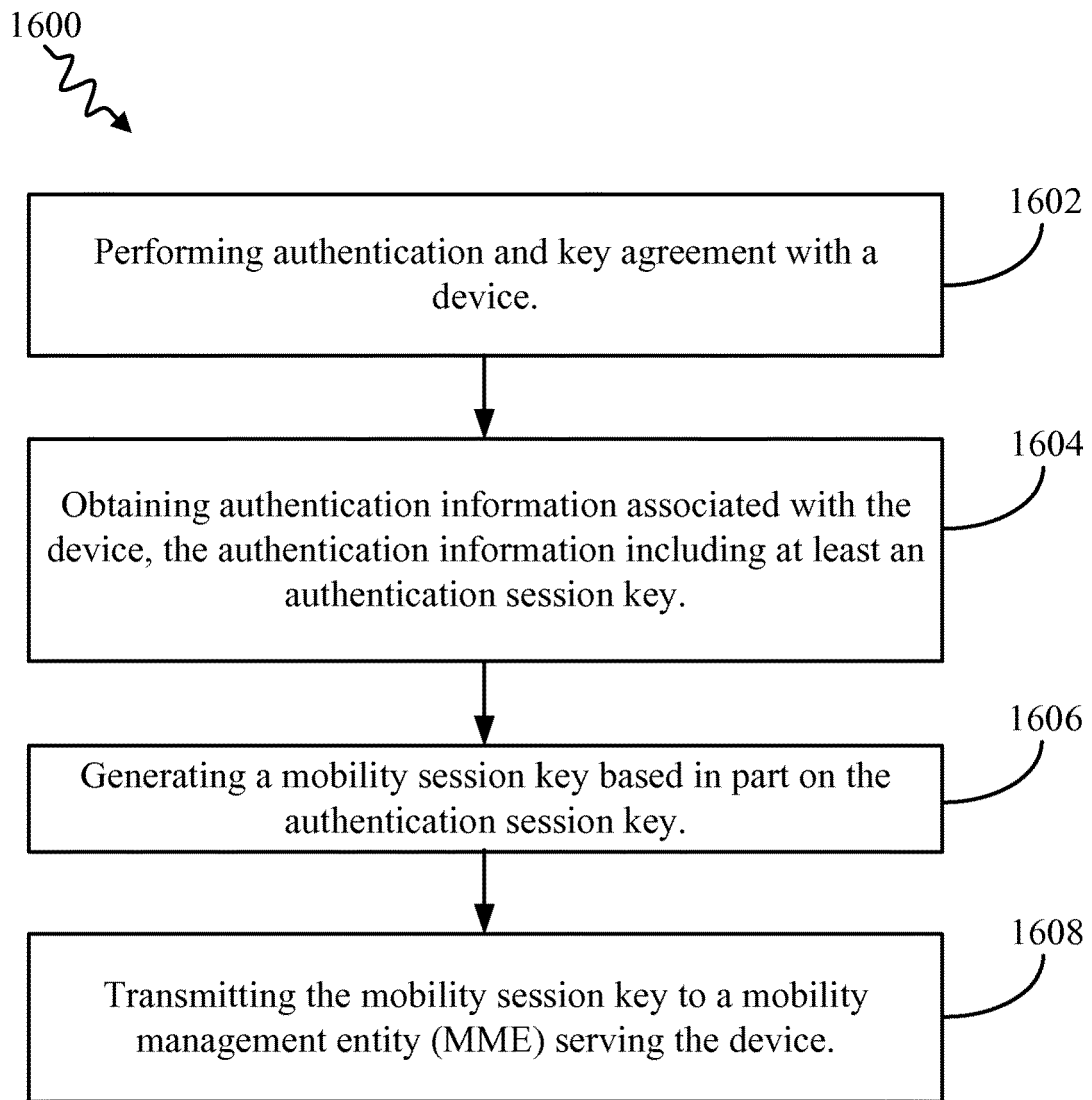 1600
1602
Performing authentication and key agreement with a
device.
1604
Obtaining authentication information associated with the
device, the authentication information including at least an
authentication session key.
1606
Generating a mobility session key based in part on the
authentication session key.
1608
Transmitting the mobility session key to a mobility
management entity (MME) serving the device.